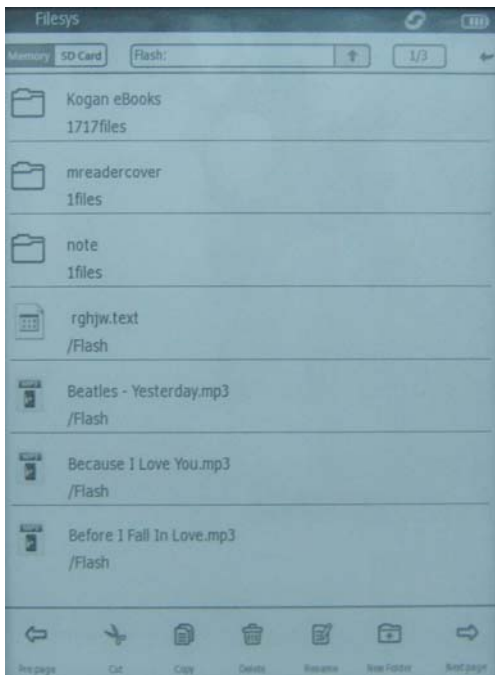 Filesys
Memory SD Card Flash: 1/3
Kogan eBooks
1717files
mreadercover
1files
note
1files
rghjw.text
/Flash
Beatles - Yesterday.mp3
/Flash
Because I Love You.mp3
/Flash
Before I Fall In Love.mp3
/Flash
Pre page Cut Copy Delete Rename New Folder Next page